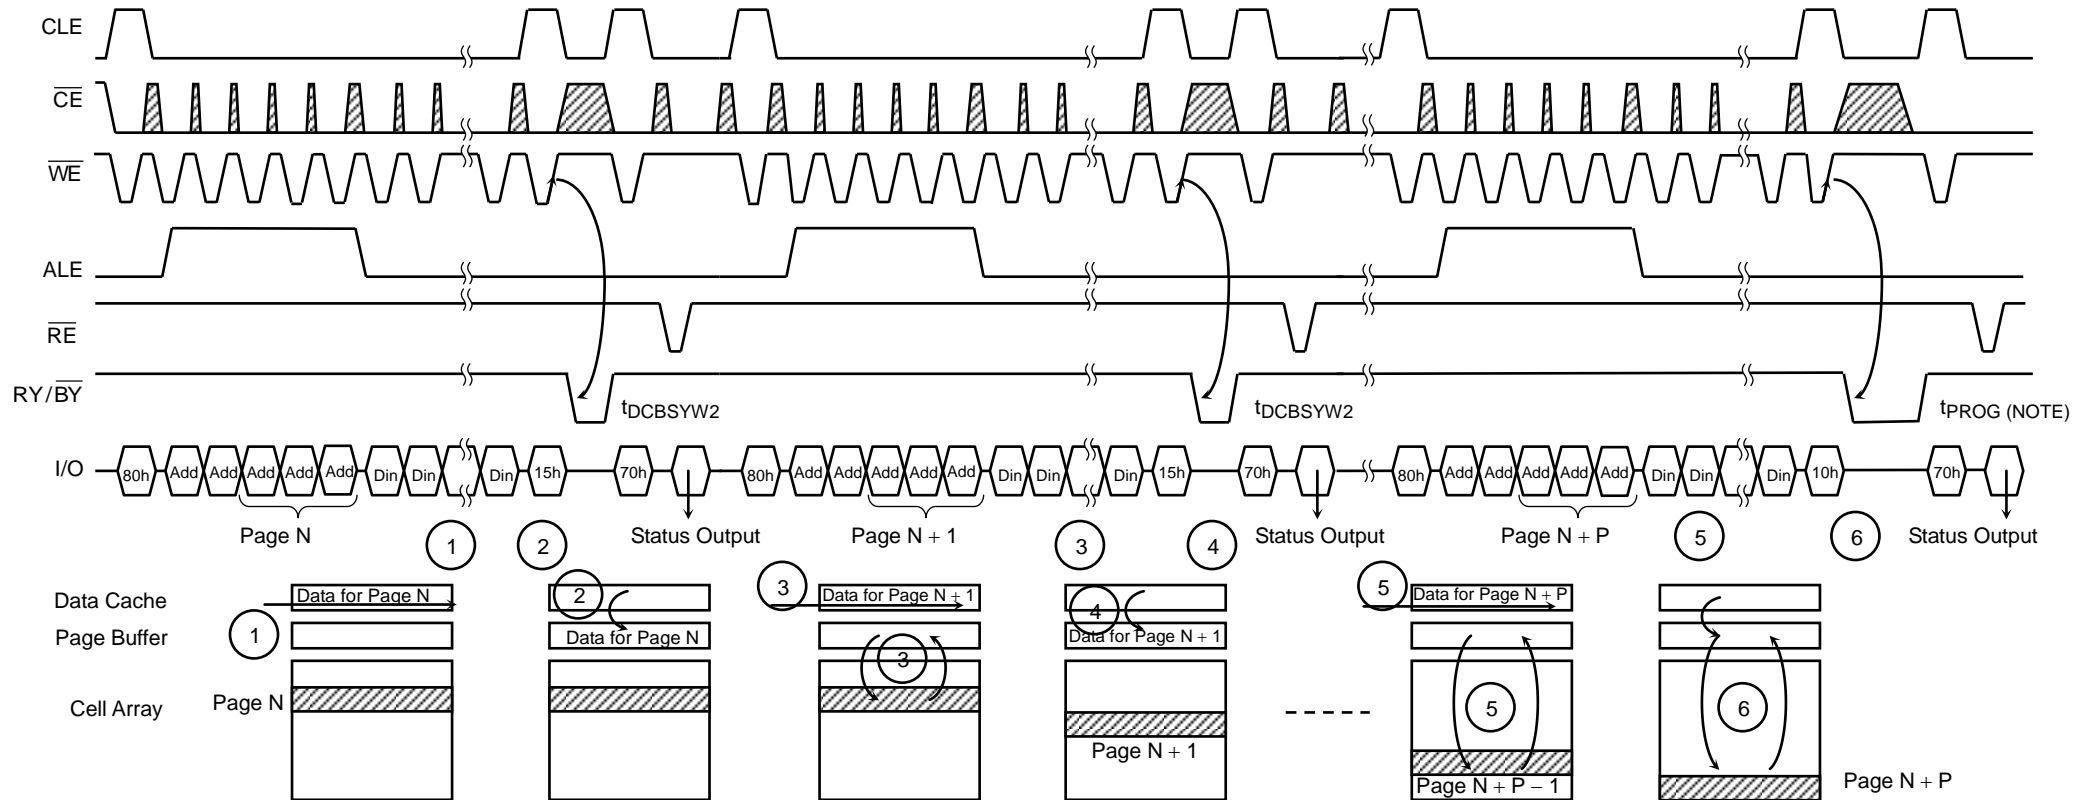 CLE
CE
WE
ALE
RE
RY/BY
tDCBSYW2 tDCBSYW2 tPROG (NOTE)
I/O 80h Add Add Add Add Add Din Din Din 15h 70h 80h Add Add Add Add Add Din Din Din 15h 70h 80h Add Add Add Add Add Din Din Din 10h 70h
Page N 1 2 Status Output Page N + 1 3 4 Status Output Page N + P 5 6 Status Output
Data Cache Data for Page N 2 3 Data for Page N + 1 4 5 Data for Page N + P
Page Buffer 1 Data for Page N 3 Data for Page N + 1
Cell Array Page N 5 6
Page N + 1
Page N + P − 1 Page N + P